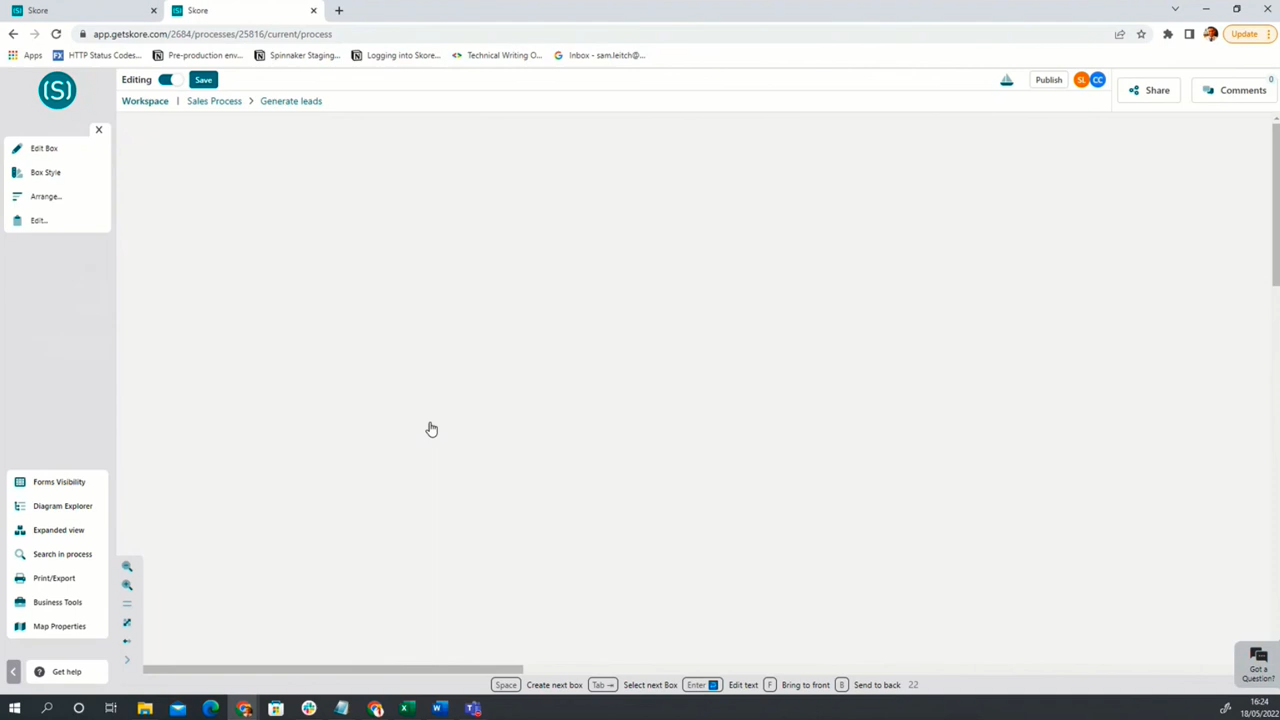 Skore
Skore
app.getskore.com/2684/processes/25816/current/process
Update
Apps
HTTP Status Codes...
Pre-production env...
Spinnaker Staging...
Logging into Skore...
Technical Writing O...
Inbox - sam.leitch@...
(S)
Editing
Save
Publish
SL
CC
Share
Comments
0
Workspace | Sales Process > Generate leads
X
Edit Box
Box Style
Arrange...
Edit...
Forms Visibility
Diagram Explorer
Expanded view
Search in process
Print/Export
Business Tools
Map Properties
Get help
Got a
Question?
Space Create next box Tab Select next Box Enter Edit text F Bring to front B Send to back 22
16:24
18/05/2022